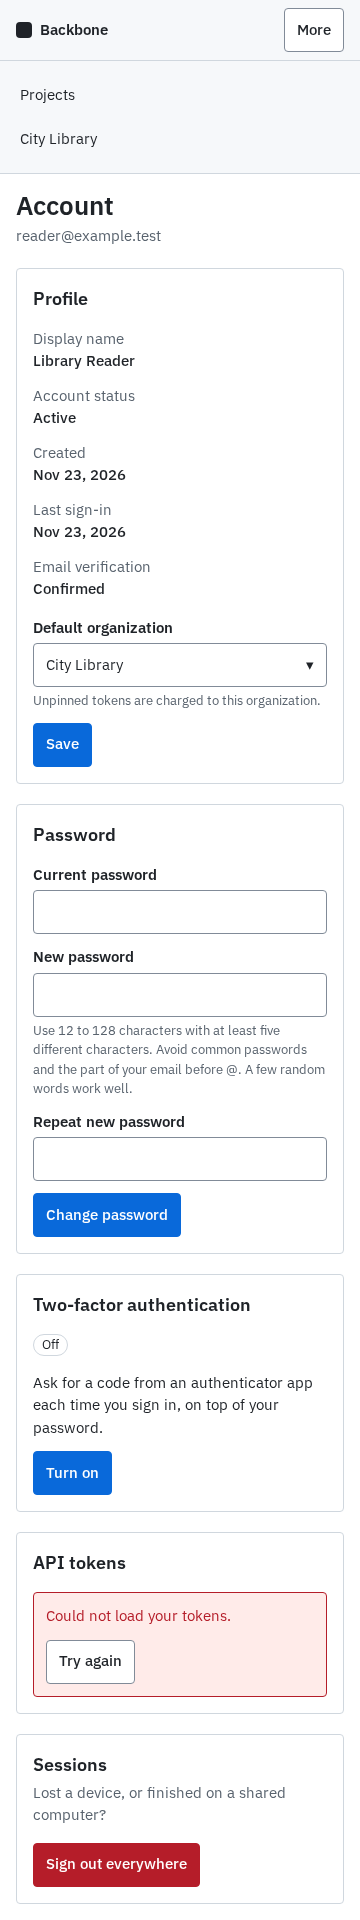 Backbone
More
Projects
City Library
Account
reader@example.test
Profile
Display name
Library Reader
Account status
Active
Created
Nov 23, 2026
Last sign-in
Nov 23, 2026
Email verification
Confirmed
Default organization
City Library ▾
Unpinned tokens are charged to this organization.
Save
Password
Current password
New password
Use 12 to 128 characters with at least five
different characters. Avoid common passwords
and the part of your email before @. A few random
words work well.
Repeat new password
Change password
Two-factor authentication
Off
Ask for a code from an authenticator app
each time you sign in, on top of your
password.
Turn on
API tokens
Could not load your tokens.
Try again
Sessions
Lost a device, or finished on a shared
computer?
Sign out everywhere